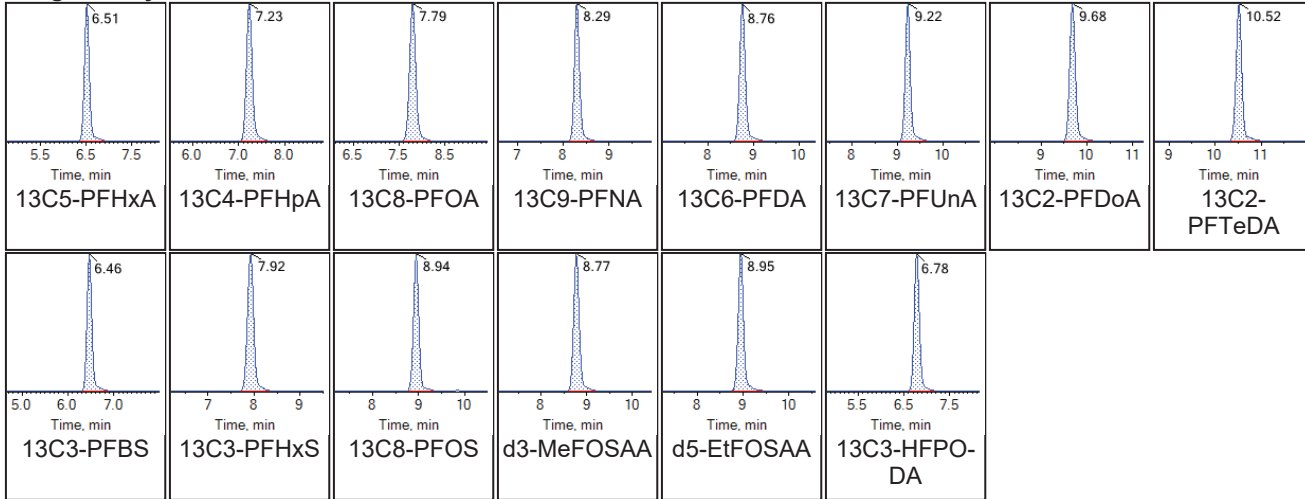 6.51
5.5 6.5 7.5
Time, min
13C5-PFHxA
7.23
6.0 7.0 8.0
Time, min
13C4-PFHpA
7.79
6.5 7.5 8.5
Time, min
13C8-PFOA
8.29
7 8 9
Time, min
13C9-PFNA
8.76
8 9 10
Time, min
13C6-PFDA
9.22
8 9 10
Time, min
13C7-PFUnA
9.68
9 10 11
Time, min
13C2-PFDoA
10.52
9 10 11
Time, min
13C2-
PFTeDA
6.46
5.0 6.0 7.0
Time, min
13C3-PFBS
7.92
7 8 9
Time, min
13C3-PFHxS
8.94
8 9 10
Time, min
13C8-PFOS
8.77
8 9 10
Time, min
d3-MeFOSAA
8.95
8 9 10
Time, min
d5-EtFOSAA
6.78
5.5 6.5 7.5
Time, min
13C3-HFPO-
DA